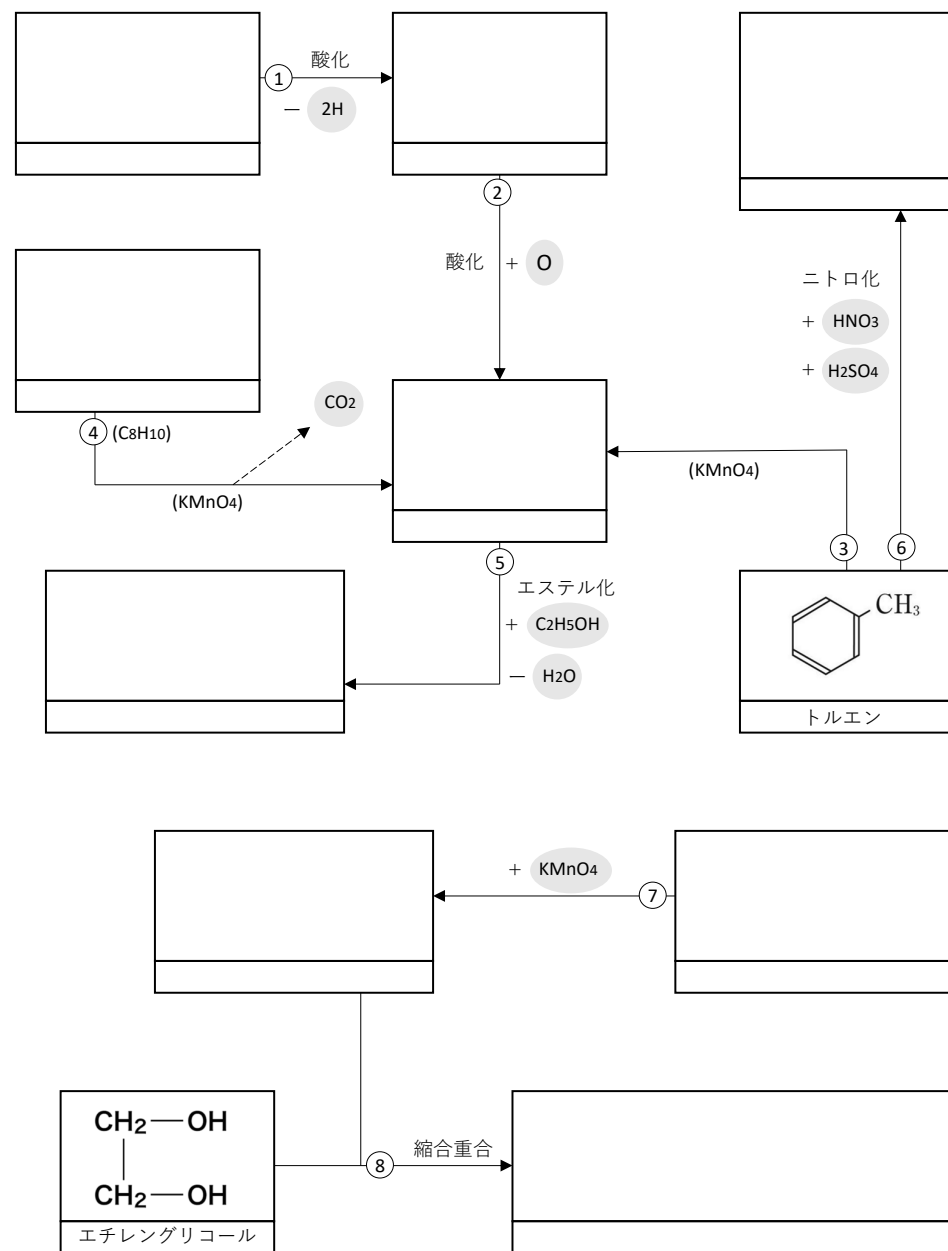 ① 酸化
－ 2H
②
酸化 ＋ O
ニトロ化
＋ HNO3
＋ H2SO4
CO2
④ (C8H10)
(KMnO4)
(KMnO4)
⑤
③ ⑥
エステル化
＋ C2H5OH
－ H2O
CH3
トルエン
＋ KMnO4
⑦
CH2 — OH
CH2 — OH
エチレングリコール
⑧ 縮合重合